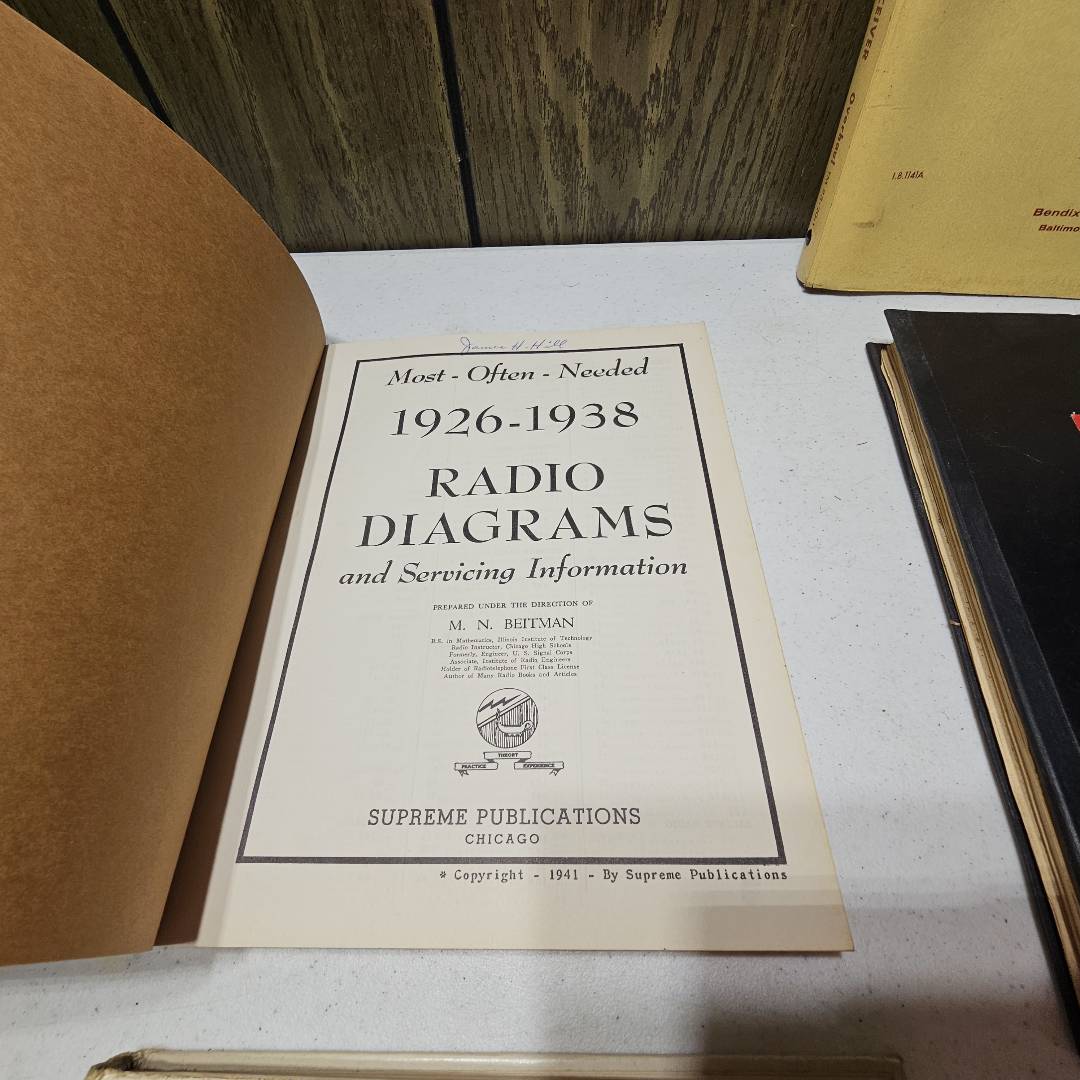 James H. Hill
Most - Often - Needed
1926-1938
RADIO
DIAGRAMS
and Servicing Information
PREPARED UNDER THE DIRECTION OF
M. N. BEITMAN
B.S. in Mathematics, Illinois Institute of Technology
Radio Instructor, Chicago High Schools
Formerly, Engineer, U. S. Signal Corps
Associate, Institute of Radio Engineers
Holder of Radiotelephone First Class License
Author of Many Radio Books and Articles
THEORY
PRACTICE EXPERIENCE
SUPREME PUBLICATIONS
CHICAGO
* Copyright - 1941 - By Supreme Publications
EIVER Overhaul
I.B.1141A
Bendix
Baltimo